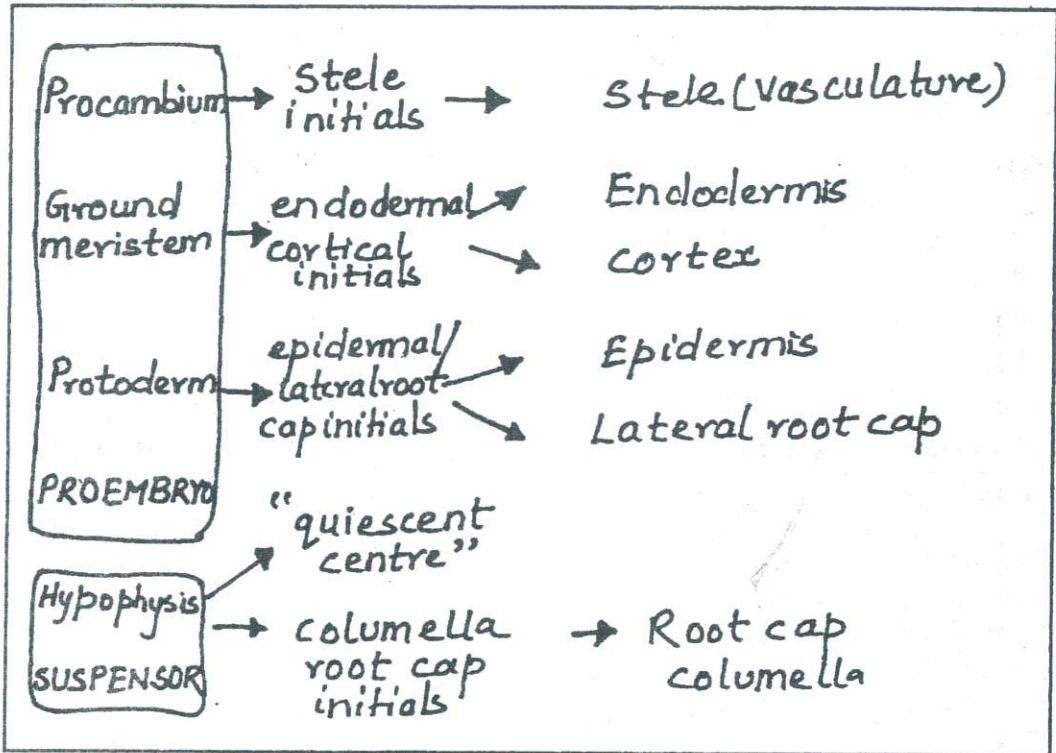 Procambium
Stele
initials
Stele (Vasculature)
Ground
meristem
endodermal
cortical
initials
Endodermis
cortex
Protoderm
epidermal/
lateral root
cap initials
Epidermis
Lateral root cap
PROEMBRYO
"quiescent
centre"
Hypophysis
SUSPENSOR
columella
root cap
initials
Root cap
columella